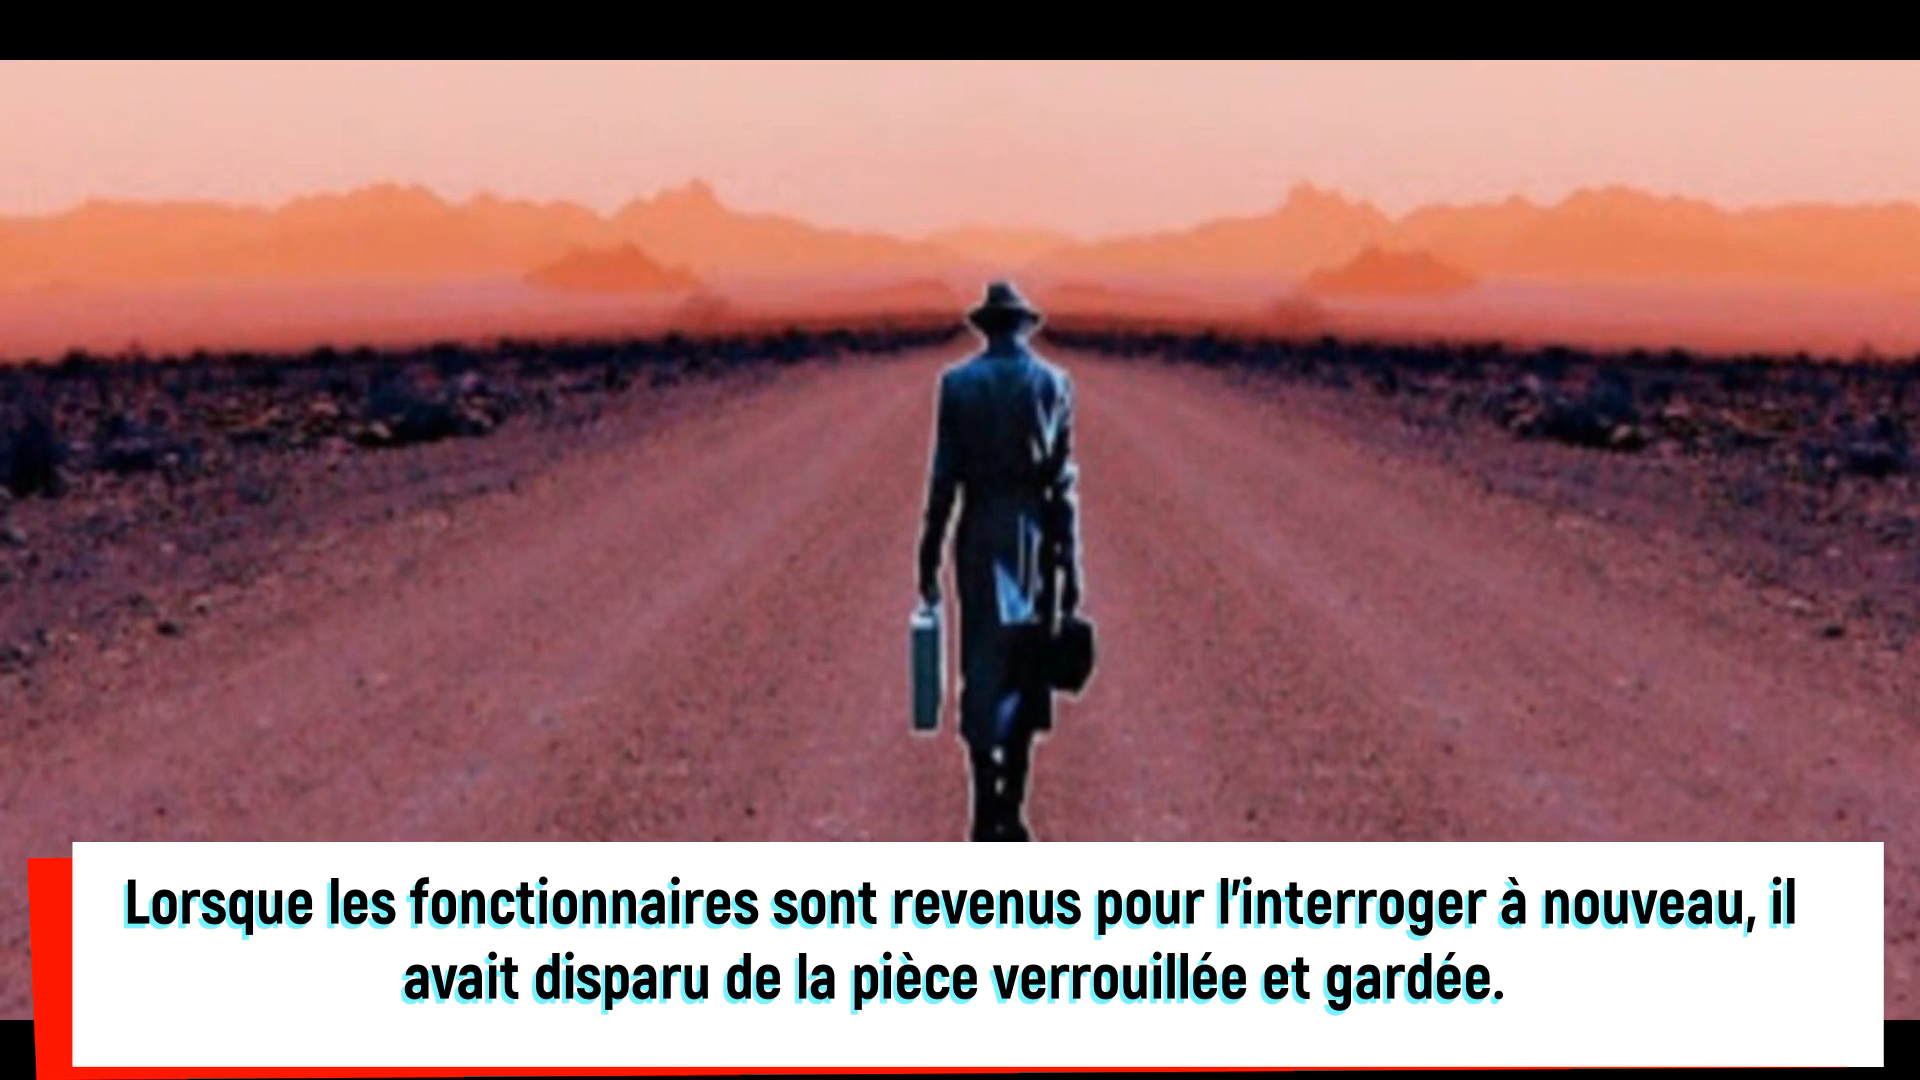 Lorsque les fonctionnaires sont revenus pour l'interroger à nouveau, il
avait disparu de la pièce verrouillée et gardée.